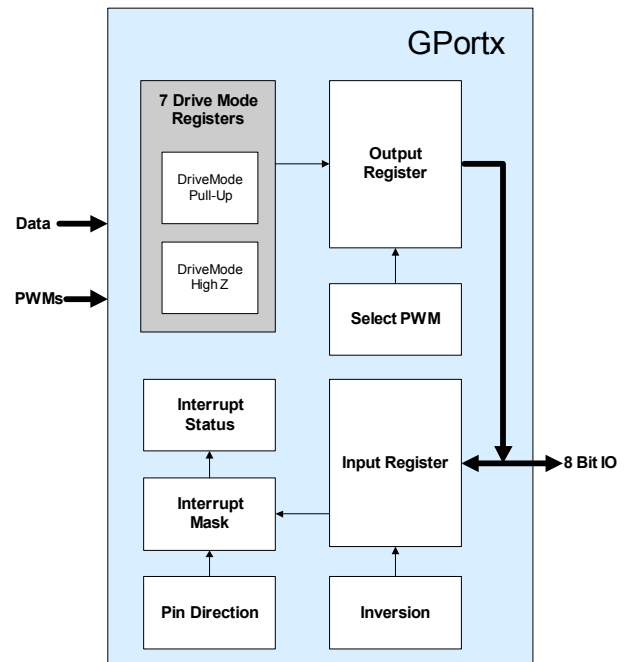 GPortx
7 Drive Mode
Registers
DriveMode
Pull-Up
DriveMode
High Z
Output
Register
Data
PWMs
Select PWM
Interrupt
Status
Input Register
8 Bit IO
Interrupt
Mask
Pin Direction
Inversion